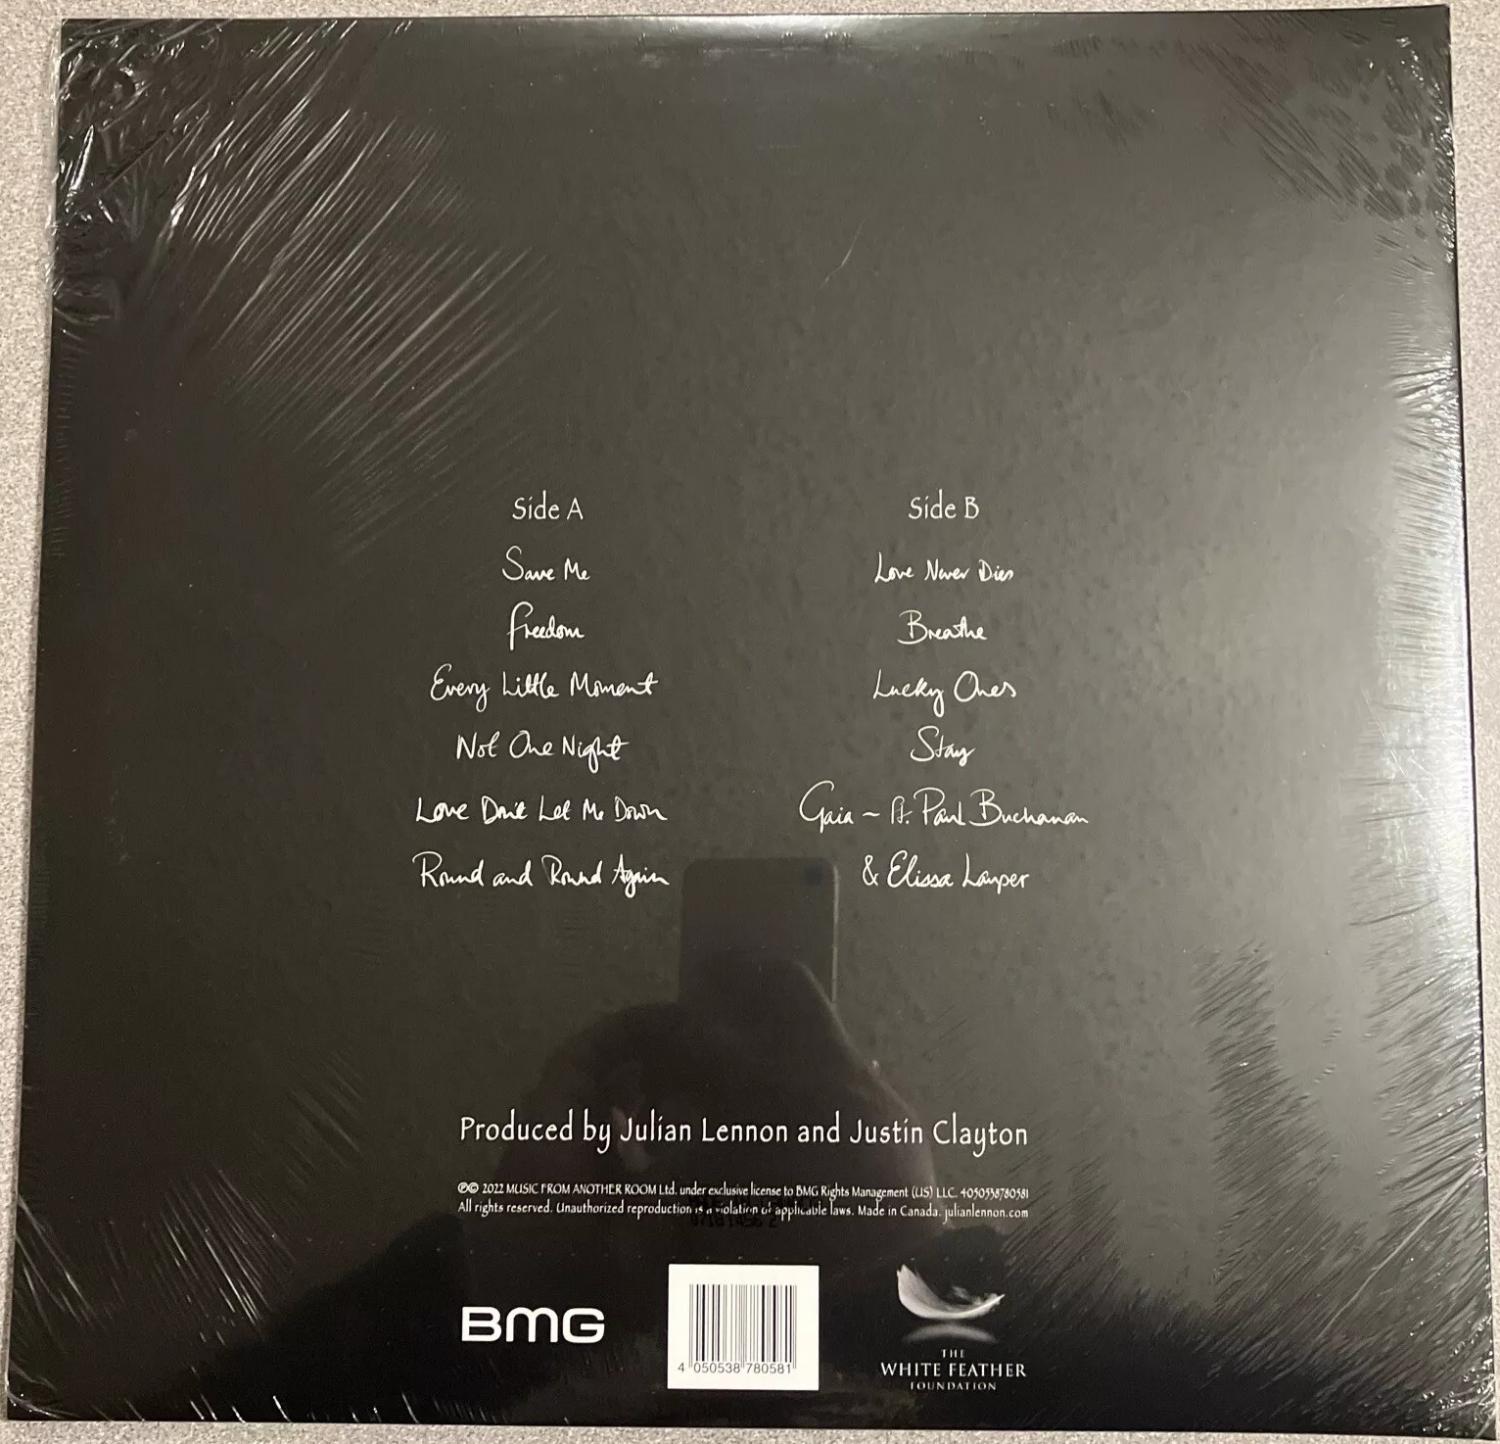 Side A
Save Me
Freedom
Every Little Moment
Not One Night
Love Don't Let Me Down
Round and Round Again
Side B
Love Never Dies
Breathe
Lucky Ones
Stay
Gaia ~ ft. Paul Buchanan
& Elissa Lauper
Produced by Julian Lennon and Justin Clayton
℗© 2022 MUSIC FROM ANOTHER ROOM Ltd. under exclusive license to BMG Rights Management (US) LLC. 4050538780581
All rights reserved. Unauthorized reproduction is a violation of applicable laws. Made in Canada. julianlennon.com
BMG
4 050538 780581
THE
WHITE FEATHER
FOUNDATION